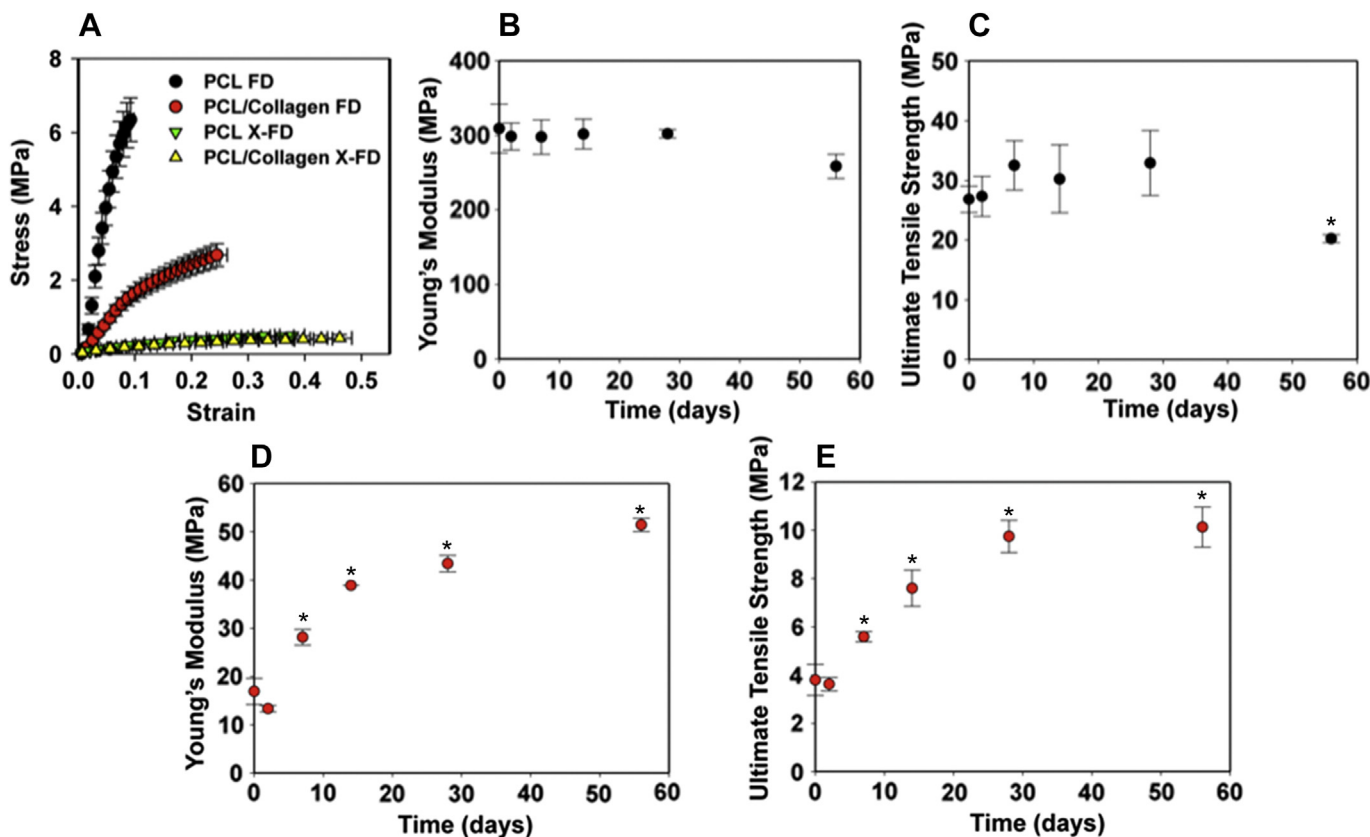 A
B
C
8
6
4
2
0
0.0 0.1 0.2 0.3 0.4 0.5
Stress (MPa)
Strain
PCL FD
PCL/Collagen FD
PCL X-FD
PCL/Collagen X-FD
400
300
200
100
0
0 10 20 30 40 50 60
Young's Modulus (MPa)
Time (days)
50
40
30
20
10
0
0 10 20 30 40 50 60
Ultimate Tensile Strength (MPa)
Time (days)
*
D
E
60
50
40
30
20
10
0
0 10 20 30 40 50 60
Young's Modulus (MPa)
Time (days)
* * * *
12
10
8
6
4
2
0
0 10 20 30 40 50 60
Ultimate Tensile Strength (MPa)
Time (days)
* * * *